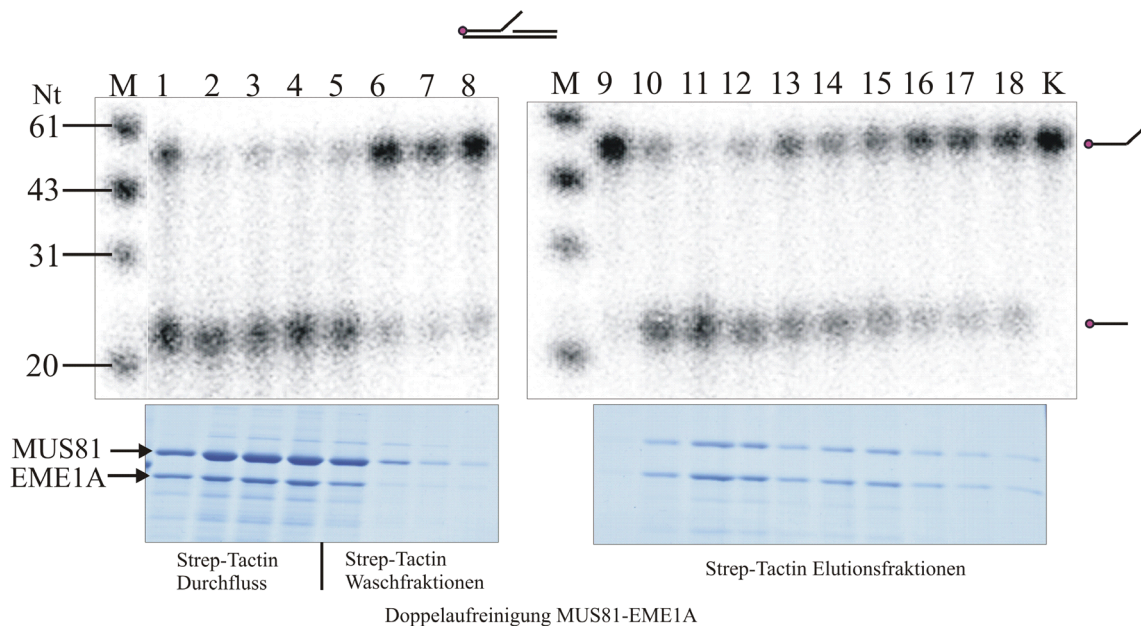 M 1 2 3 4 5 6 7 8 M 9 10 11 12 13 14 15 16 17 18 K
Nt
61
43
31
20
MUS81
EME1A
Strep-Tactin
Durchfluss
Strep-Tactin
Waschfraktionen
Strep-Tactin Elutionsfraktionen
Doppelaufreinigung MUS81-EME1A